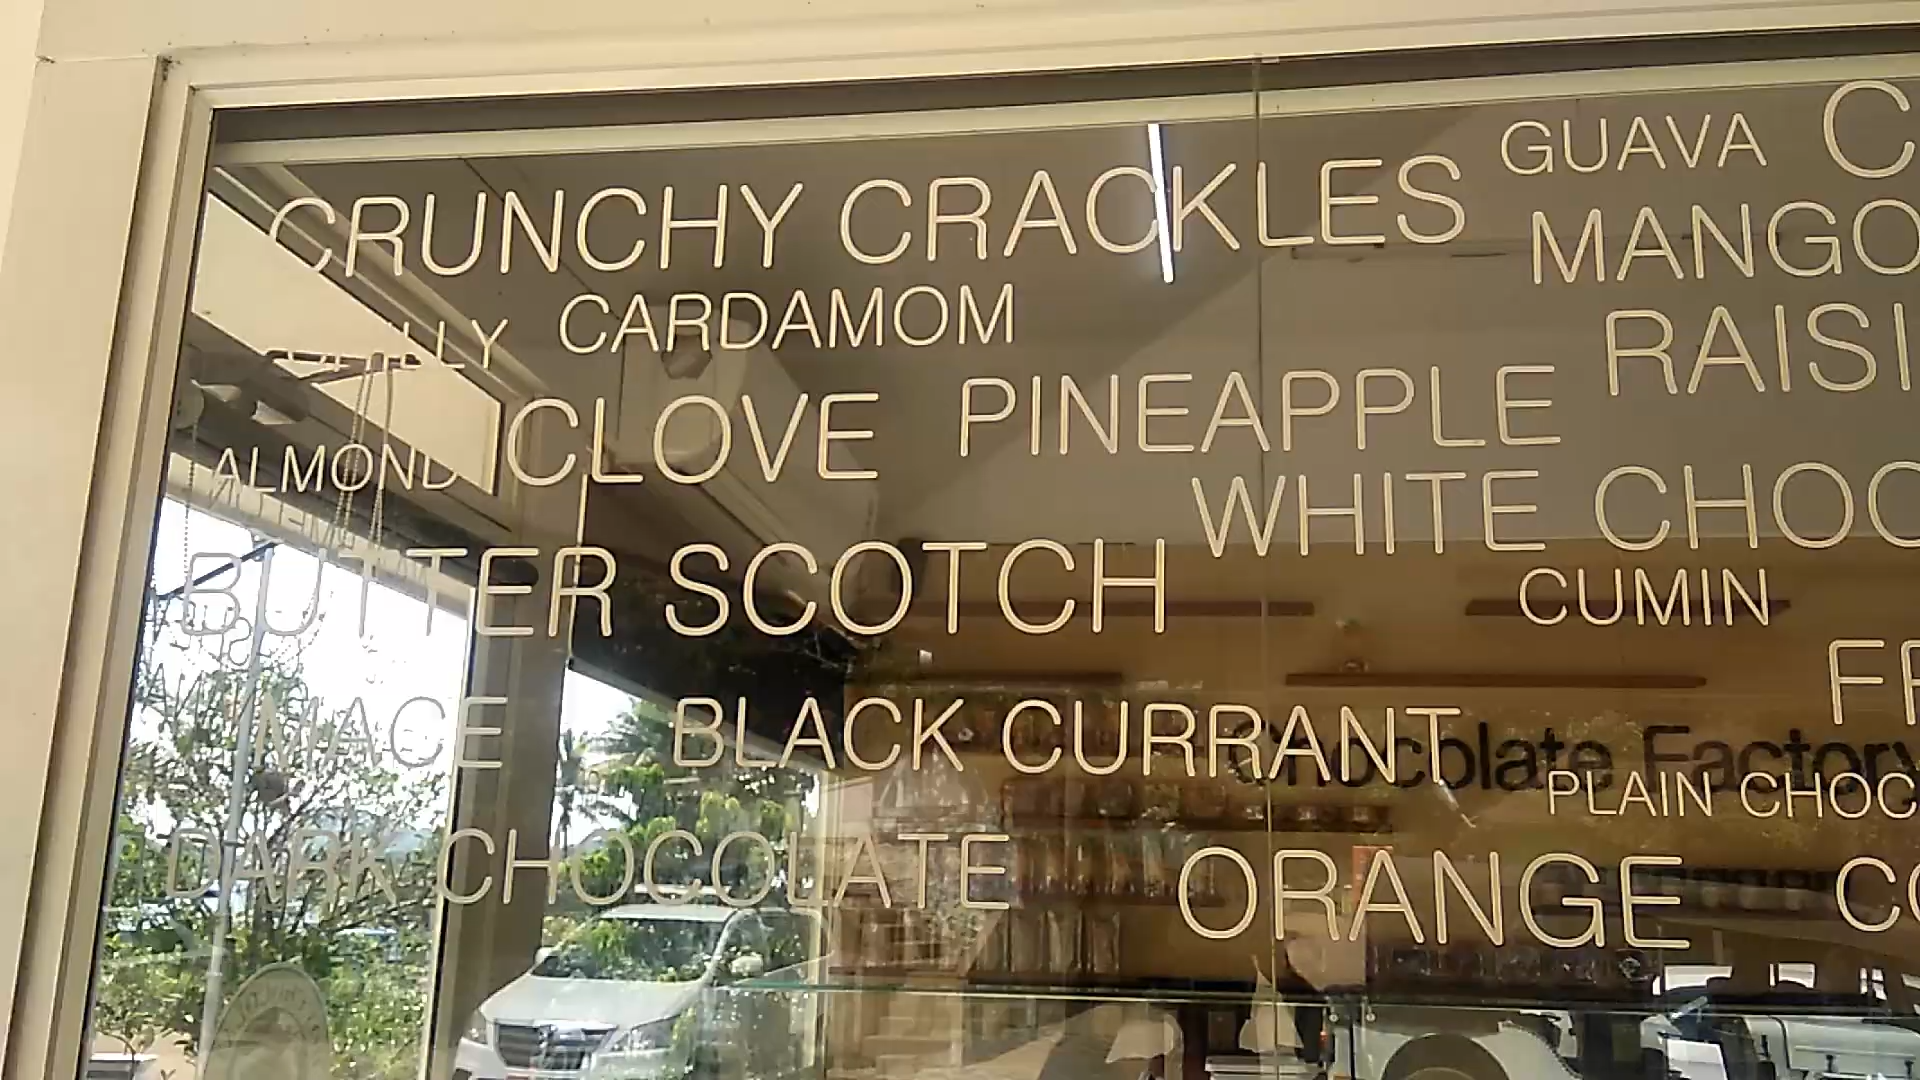 GUAVA C
CRUNCHY CRACKLES
MANGO
CARDAMOM
RAISI
CLOVE PINEAPPLE
ALMOND
WHITE CHOC
BUTTER SCOTCH
CUMIN
FR
MACE BLACK CURRANT
Chocolate Factory
PLAIN CHOC
DARK CHOCOLATE ORANGE CO